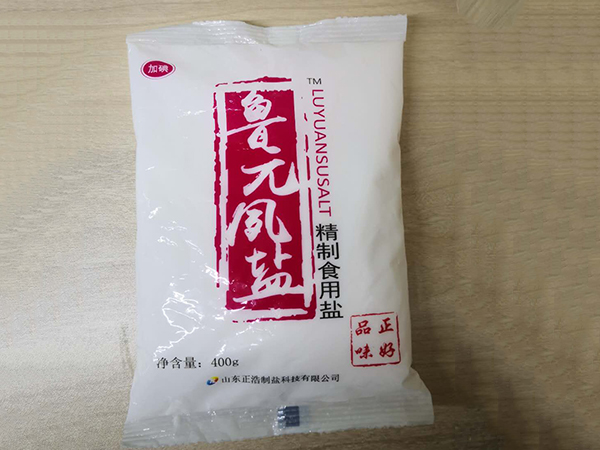 加碘
鲁元夙盐
TM
LUYUANSUSALT
精制食用盐
正好
品味
净含量：400g
山东正浩制盐科技有限公司